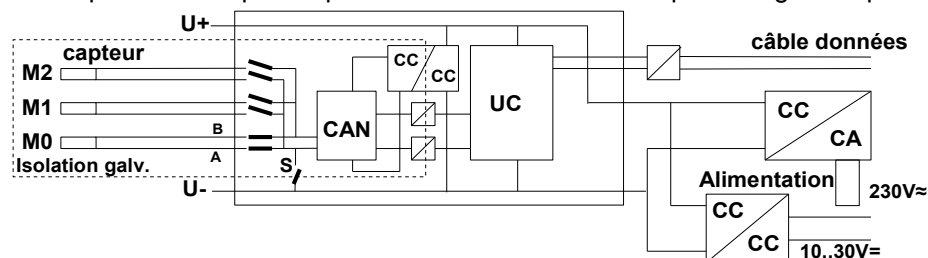 U+
capteur
M2
M1
M0
B
A
Isolation galv.
S
U-
CC
CC
CAN
UC
câble données
CC
CA
Alimentation
230V≈
CC
CC
10..30V=